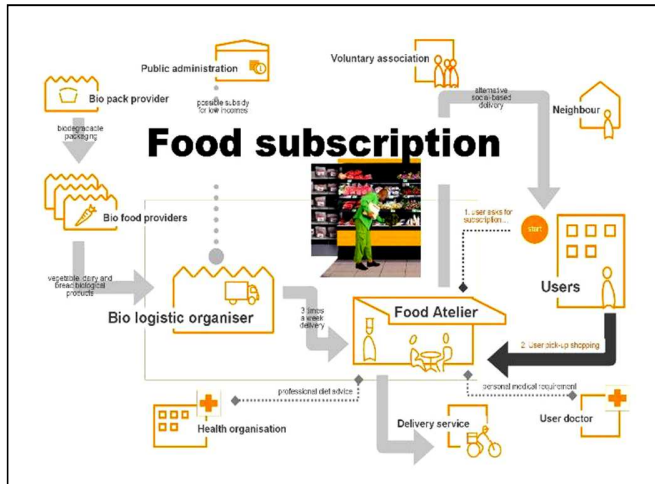 Public administration
Voluntary association
Bio pack provider
possible subsidy
for low incomes
alternative
social-based
delivery
Neighbour
biodegradable
packaging
Food subscription
Bio food providers
1. user asks for
subscription...
start
vegetable, dairy and
bread biological
products
Users
Bio logistic organiser
3 times
a week
delivery
Food Atelier
2. User pick-up shopping
professional diet advice
personal medical requirement
Health organisation
Delivery service
User doctor